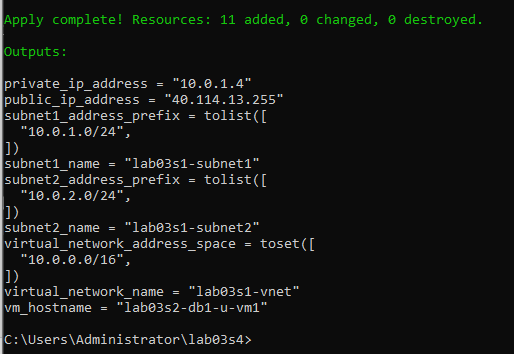 Apply complete! Resources: 11 added, 0 changed, 0 destroyed.
Outputs:
private_ip_address = "10.0.1.4"
public_ip_address = "40.114.13.255"
subnet1_address_prefix = tolist([
  "10.0.1.0/24",
])
subnet1_name = "lab03s1-subnet1"
subnet2_address_prefix = tolist([
  "10.0.2.0/24",
])
subnet2_name = "lab03s1-subnet2"
virtual_network_address_space = toset([
  "10.0.0.0/16",
])
virtual_network_name = "lab03s1-vnet"
vm_hostname = "lab03s2-db1-u-vm1"
C:\Users\Administrator\lab03s4>